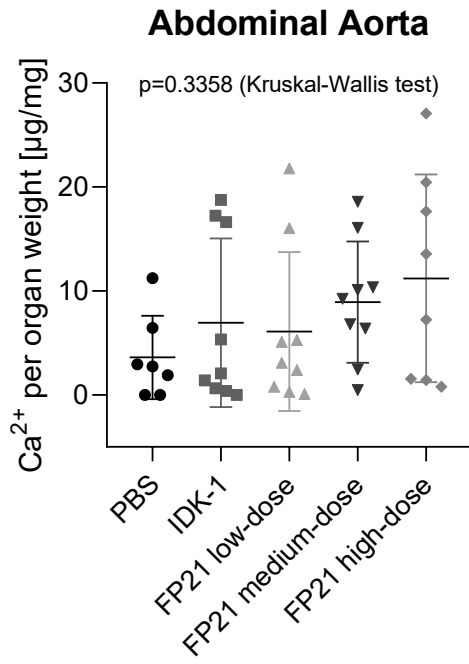 Abdominal Aorta
p=0.3358 (Kruskal-Wallis test)
Ca²⁺ per organ weight [µg/mg]
30
20
10
0
PBS
IDK-1
FP21 low-dose
FP21 medium-dose
FP21 high-dose